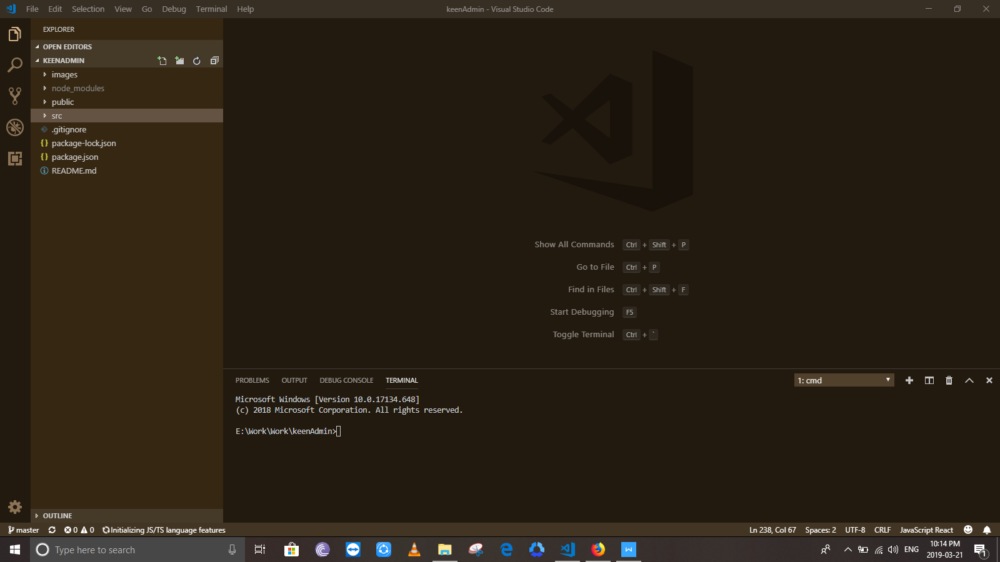 File Edit Selection View Go Debug Terminal Help
keenAdmin - Visual Studio Code
EXPLORER
OPEN EDITORS
KEENADMIN
images
node_modules
public
src
.gitignore
{} package-lock.json
{} package.json
README.md
OUTLINE
Show All Commands Ctrl + Shift + P
Go to File Ctrl + P
Find in Files Ctrl + Shift + F
Start Debugging F5
Toggle Terminal Ctrl + `
PROBLEMS OUTPUT DEBUG CONSOLE TERMINAL
1: cmd
Microsoft Windows [Version 10.0.17134.648]
(c) 2018 Microsoft Corporation. All rights reserved.
E:\Work\Work\keenAdmin>
master 0 0 Initializing JS/TS language features
Ln 238, Col 67 Spaces: 2 UTF-8 CRLF JavaScript React
Type here to search
ENG
10:14 PM
2019-03-21
1